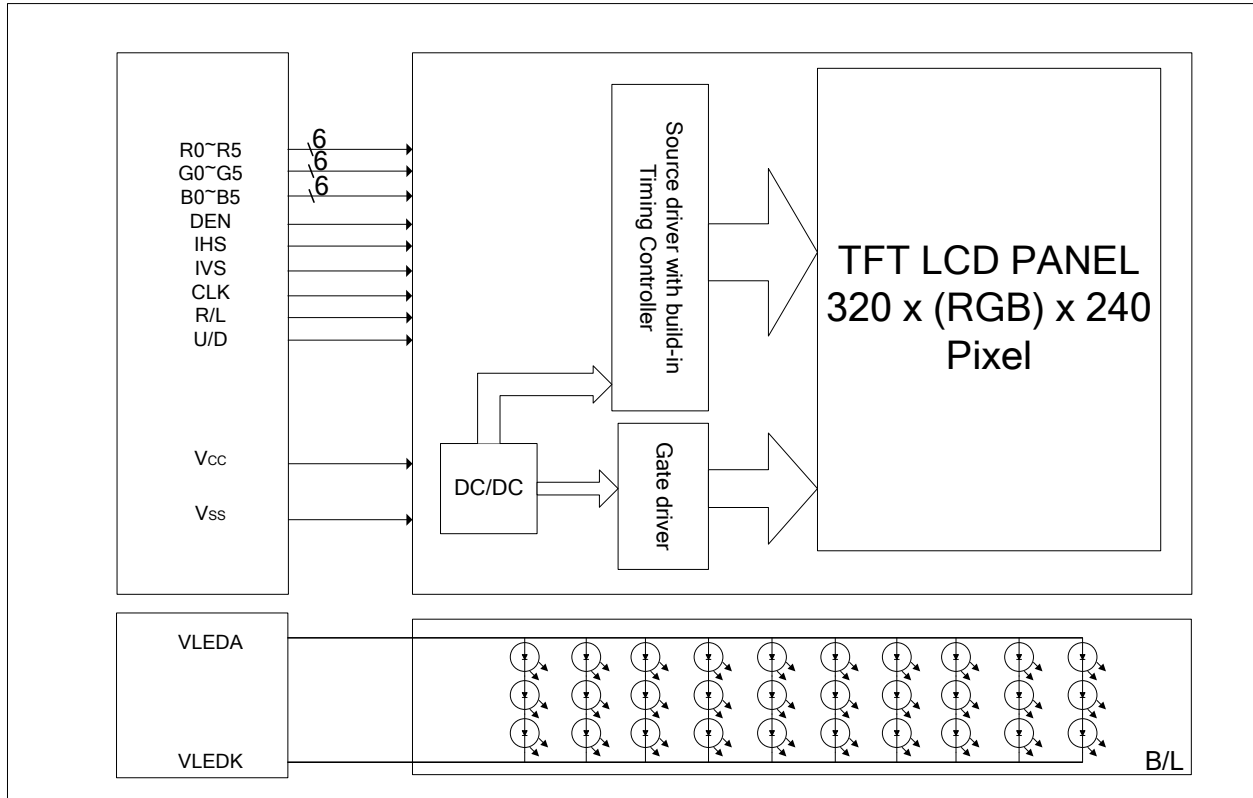 R0~R5
6
G0~G5
6
B0~B5
6
DEN
IHS
IVS
CLK
R/L
U/D
Vcc
Vss
Source driver with build-in
Timing Controller
DC/DC
Gate driver
TFT LCD PANEL
320 x (RGB) x 240
Pixel
VLEDA
VLEDK
B/L